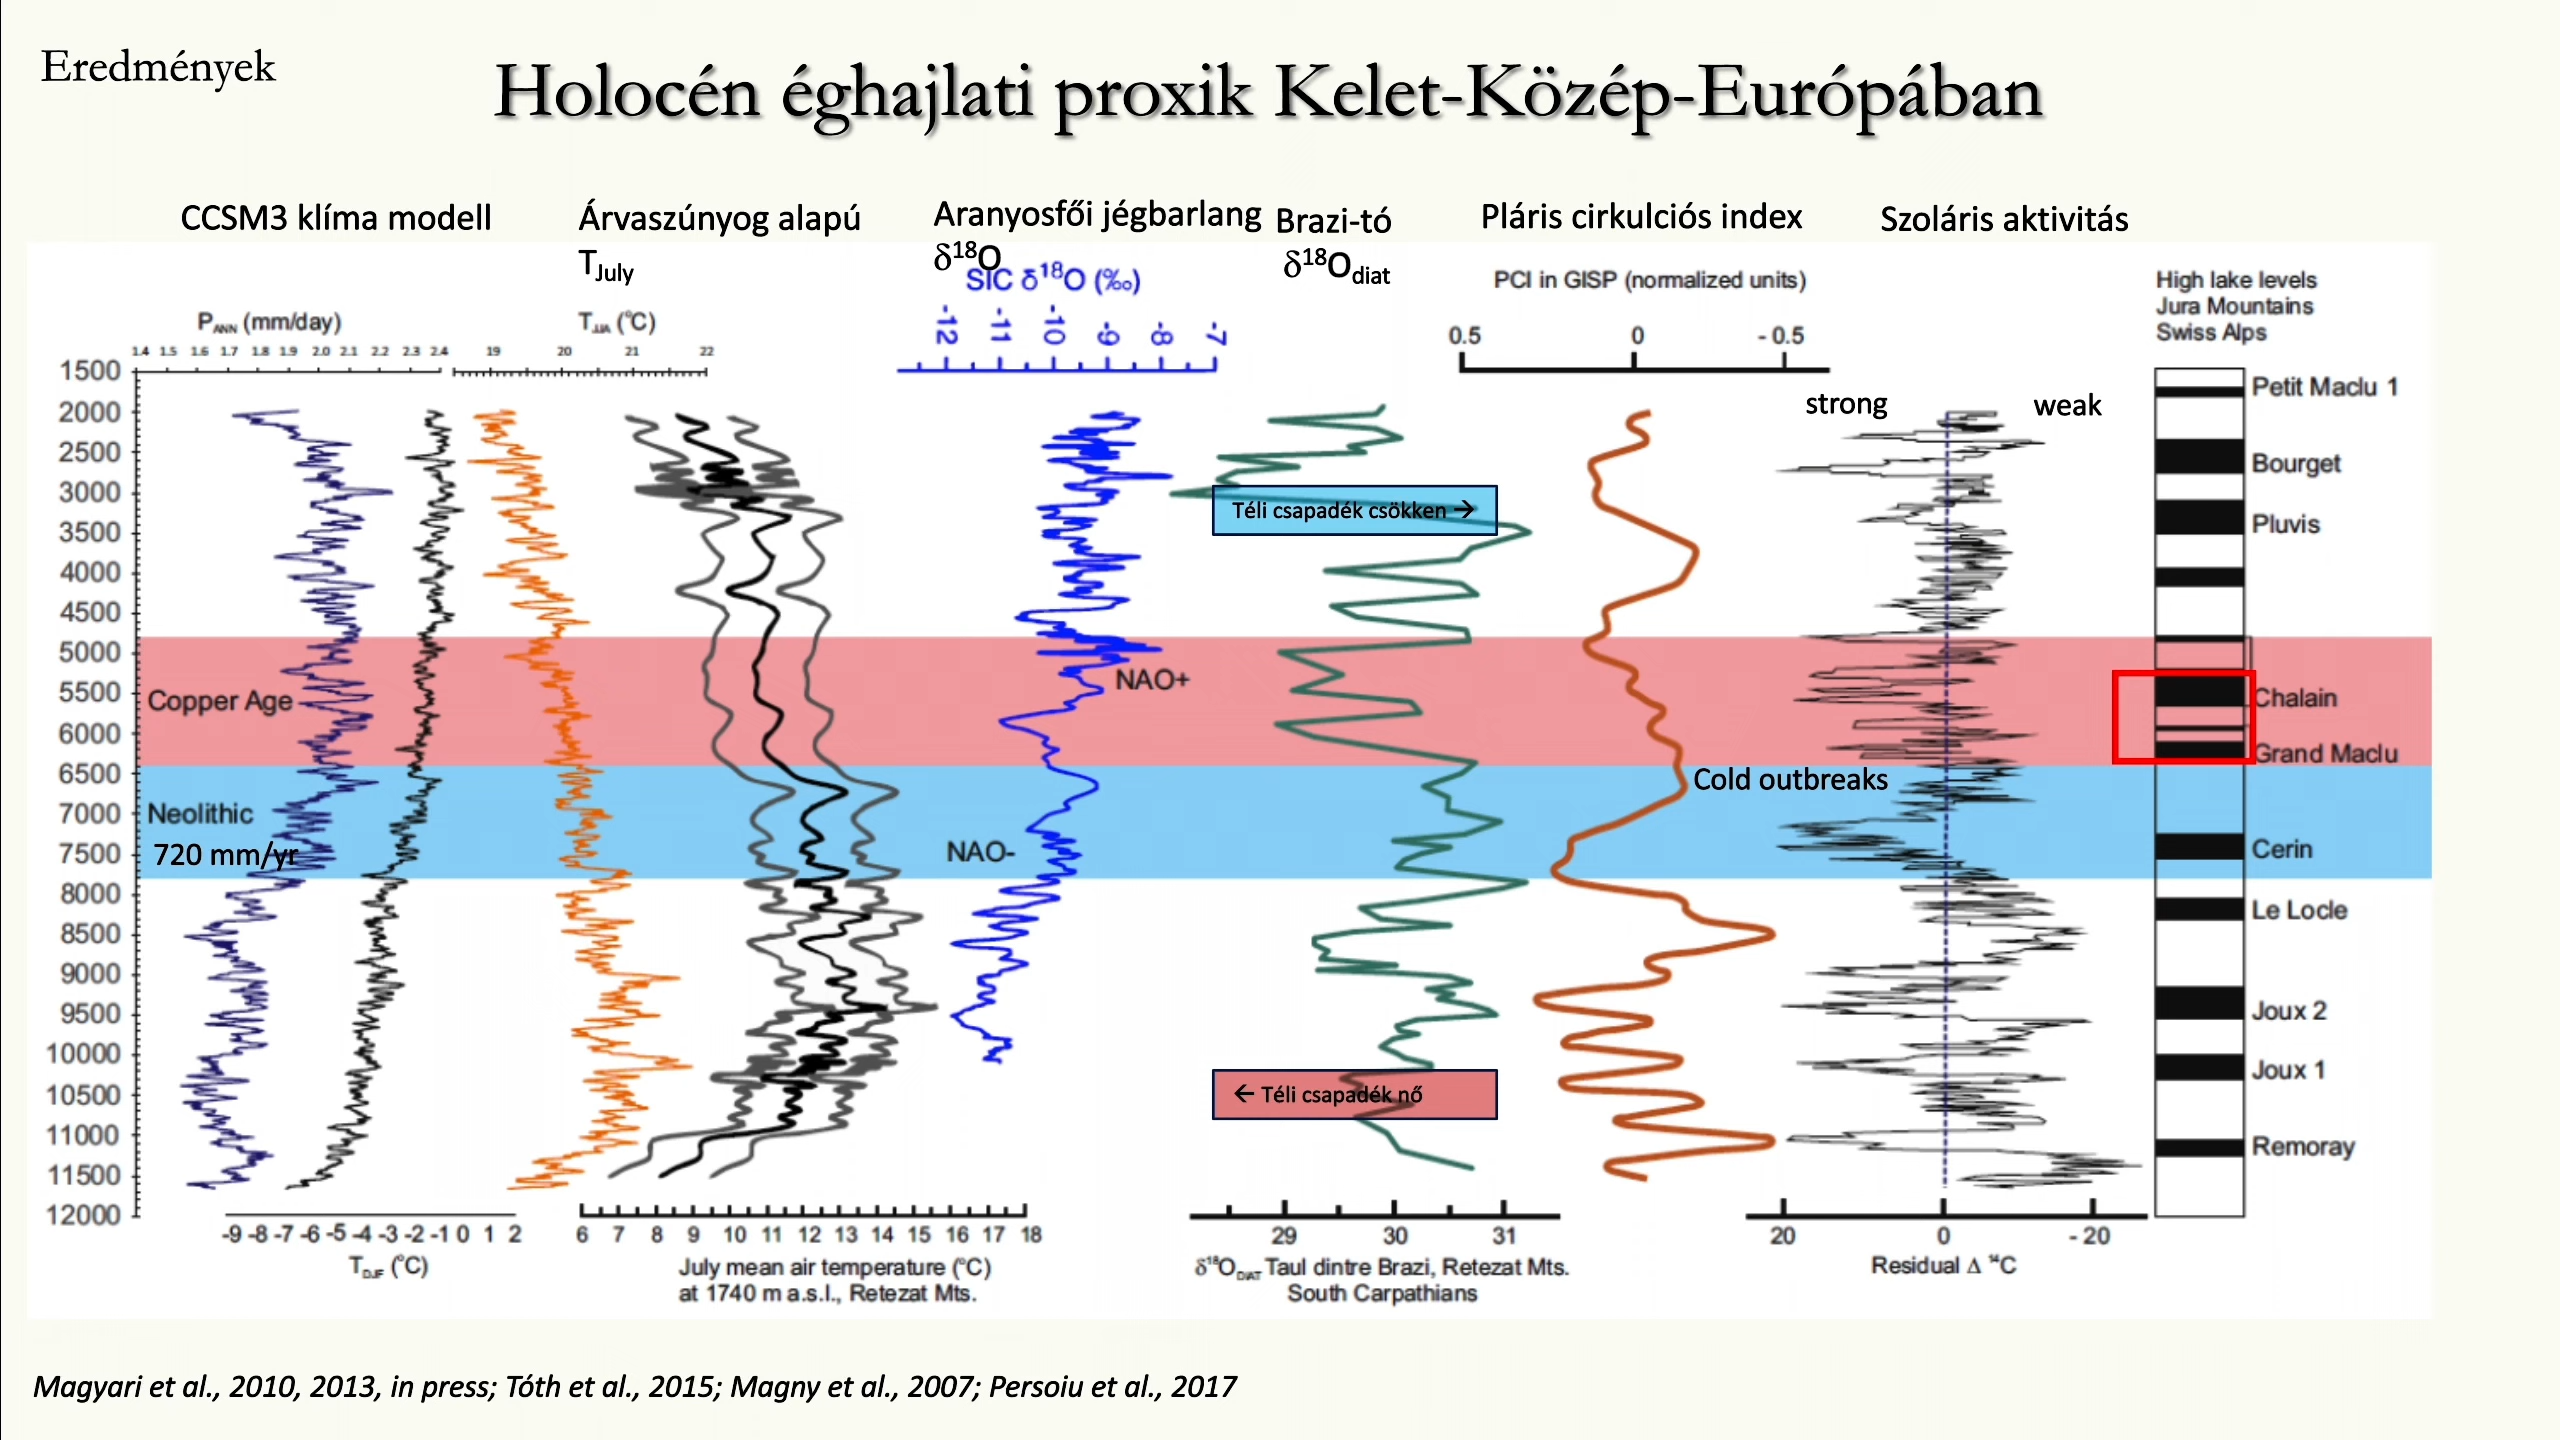 Eredmények
Holocén éghajlati proxik Kelet-Közép-Európában
CCSM3 klíma modell
Árvaszúnyog alapú
T July
Aranyosfői jégbarlang
δ18O
Brazi-tó
δ18Odiat
Pláris cirkulciós index
Szoláris aktivitás
PANN (mm/day)
TJJA (°C)
SIC δ18O (‰)
PCI in GISP (normalized units)
High lake levels
Jura Mountains
Swiss Alps
1.4 1.5 1.6 1.7 1.8 1.9 2.0 2.1 2.2 2.3 2.4
19 20 21 22
-12 -11 -10 -9 -8 -7
0.5 0 - 0.5
1500
2000
2500
3000
3500
4000
4500
5000
5500
6000
6500
7000
7500
8000
8500
9000
9500
10000
10500
11000
11500
12000
strong
weak
Téli csapadék csökken →
Copper Age
NAO+
Neolithic
720 mm/yr
NAO-
Cold outbreaks
← Téli csapadék nő
Petit Maclu 1
Bourget
Pluvis
Chalain
Grand Maclu
Cerin
Le Locle
Joux 2
Joux 1
Remoray
-9 -8 -7 -6 -5 -4 -3 -2 -1 0 1 2
TDJF (°C)
6 7 8 9 10 11 12 13 14 15 16 17 18
July mean air temperature (°C)
at 1740 m a.s.l., Retezat Mts.
29 30 31
δ18ODIAT Taul dintre Brazi, Retezat Mts.
South Carpathians
20 0 - 20
Residual Δ 14C
Magyari et al., 2010, 2013, in press; Tóth et al., 2015; Magny et al., 2007; Persoiu et al., 2017